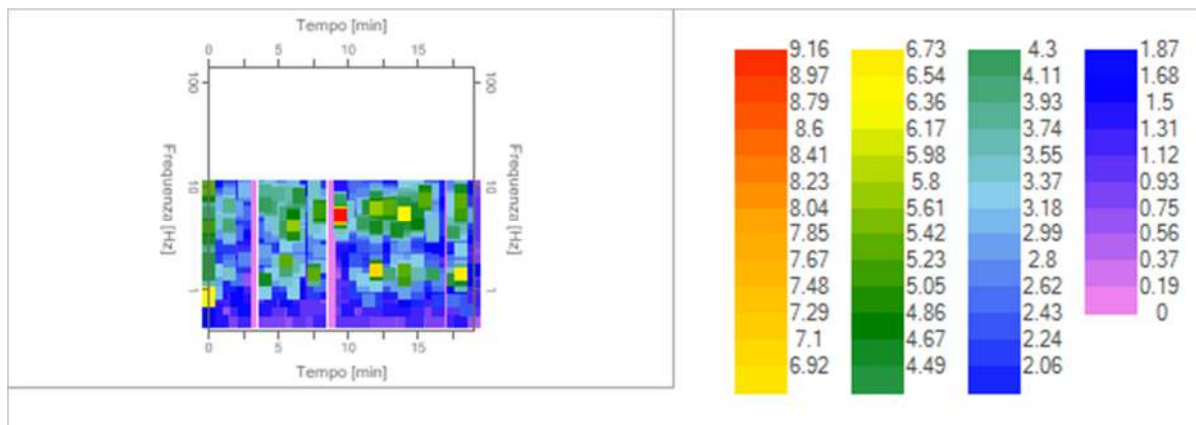 Tempo [min]
0 5 10 15
100 100
Frequenza [Hz] Frequenza [Hz]
10 10
1 1
0 5 10 15
Tempo [min]
9.16 6.73 4.3 1.87
8.97 6.54 4.11 1.68
8.79 6.36 3.93 1.5
8.6 6.17 3.74 1.31
8.41 5.98 3.55 1.12
8.23 5.8 3.37 0.93
8.04 5.61 3.18 0.75
7.85 5.42 2.99 0.56
7.67 5.23 2.8 0.37
7.48 5.05 2.62 0.19
7.29 4.86 2.43 0
7.1 4.67 2.24
6.92 4.49 2.06